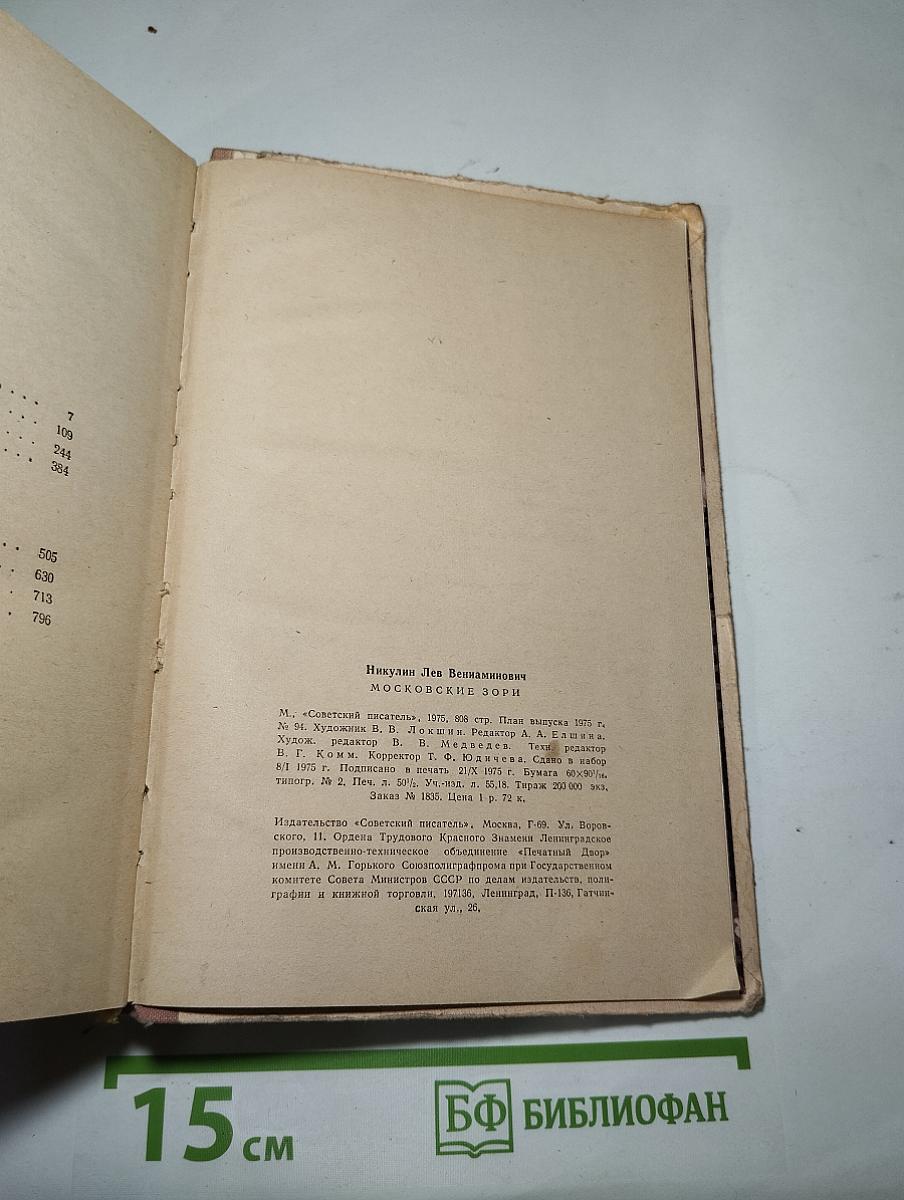 7
109
244
384
505
630
713
796
Никулин Лев Вениаминович
МОСКОВСКИЕ ЗОРИ
М., «Советский писатель», 1975, 808 стр. План выпуска 1975 г.
№ 94. Художник В. В. Локшин. Редактор А. А. Елшина.
Худож. редактор В. В. Медведев. Техн. редактор
В. Г. Комм. Корректор Т. Ф. Юдичева. Сдано в набор
8/I 1975 г. Подписано в печать 21/X 1975 г. Бумага 60×90¹/₁₆,
типогр. № 2. Печ. л. 50¹/₂. Уч.-изд. л. 55,18. Тираж 200 000 экз.
Заказ № 1835. Цена 1 р. 72 к.
Издательство «Советский писатель», Москва, Г-69. Ул. Воров-
ского, 11. Ордена Трудового Красного Знамени Ленинградское
производственно-техническое объединение «Печатный Двор»
имени А. М. Горького Союзполиграфпрома при Государственном
комитете Совета Министров СССР по делам издательств, поли-
графии и книжной торговли, 197136, Ленинград, П-136, Гатчин-
ская ул., 26.
15 см
БФ БИБЛИОФАН